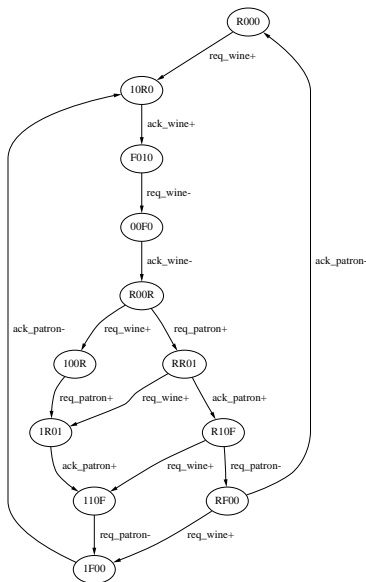 R000
req_wine+
10R0
ack_wine+
F010
req_wine-
00F0
ack_wine-
ack_patron-
R00R
req_wine+ req_patron+
ack_patron-
100R RR01
req_patron+ req_wine+ ack_patron+
1R01 R10F
ack_patron+ req_wine+ req_patron-
110F RF00
req_patron- req_wine+
1F00